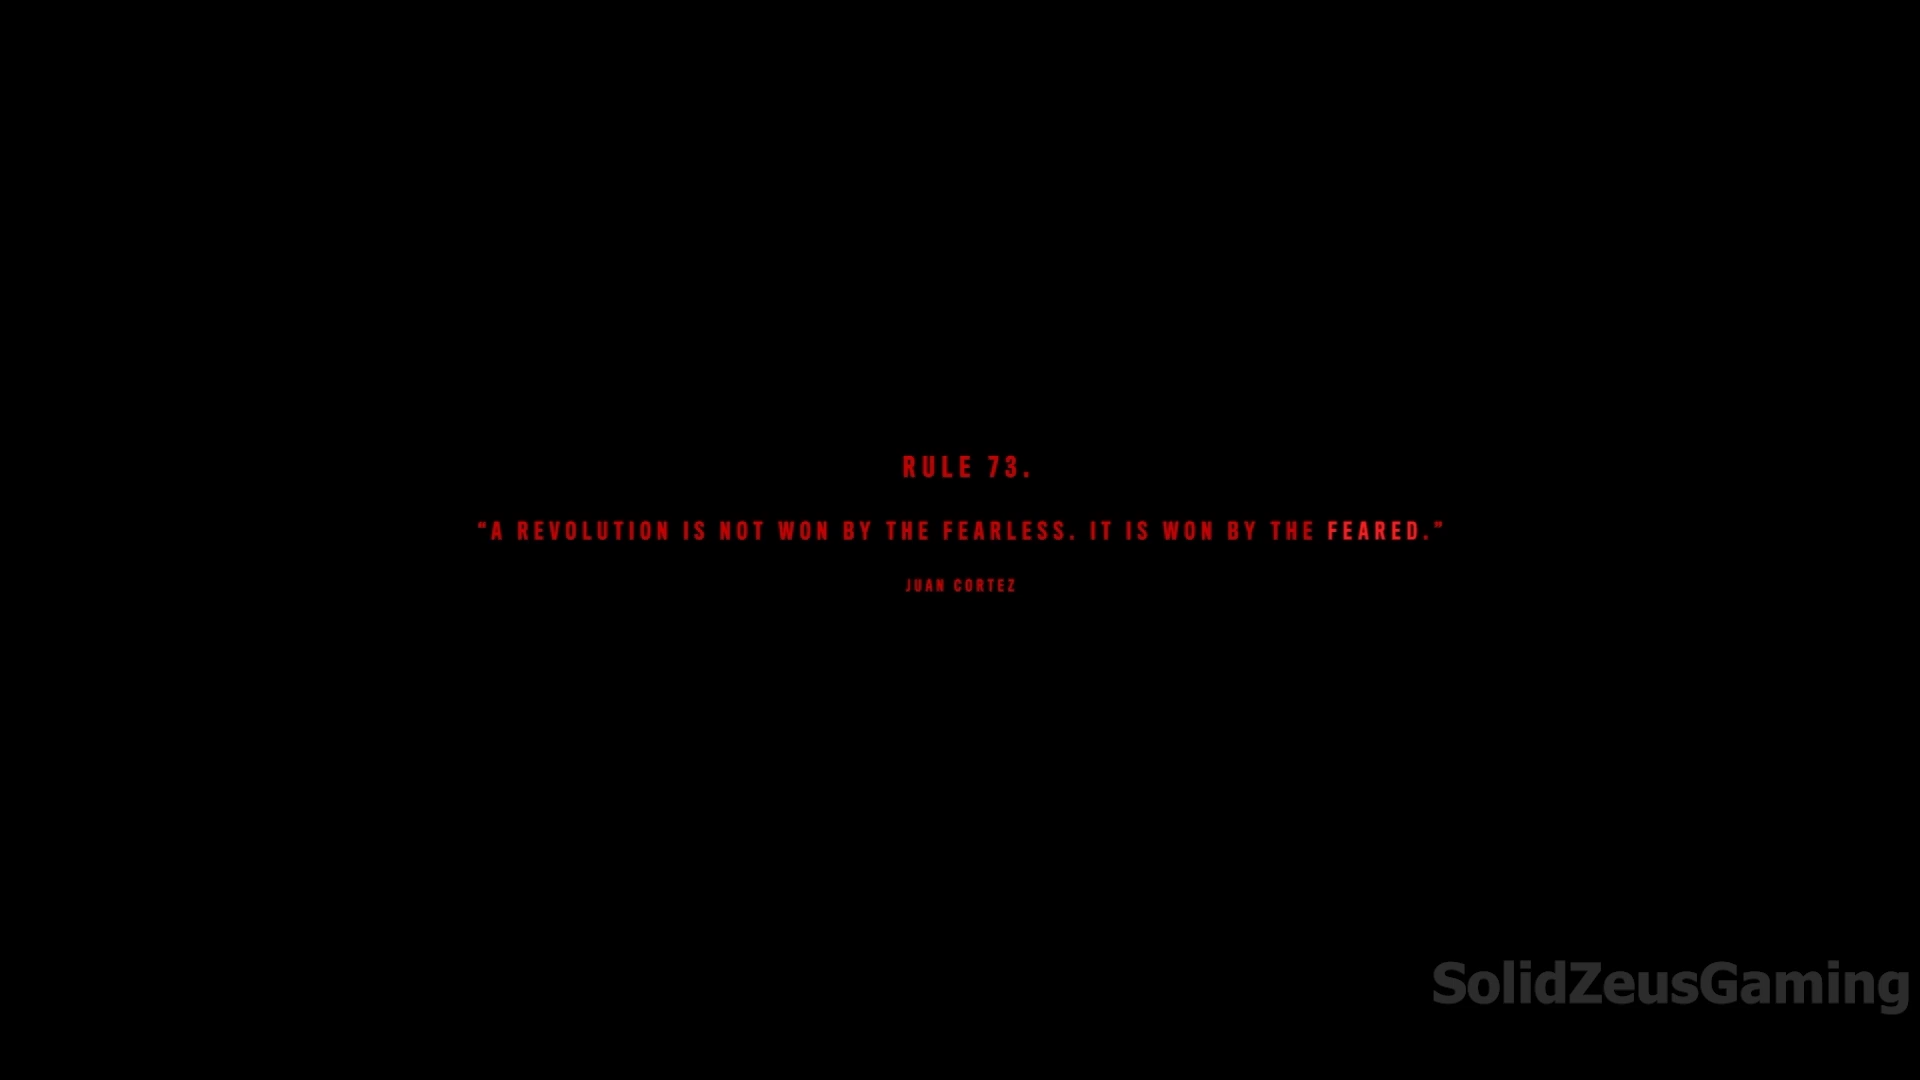 RULE 73.
“A REVOLUTION IS NOT WON BY THE FEARLESS. IT IS WON BY THE FEARED.”
JUAN CORTEZ
SolidZeusGaming